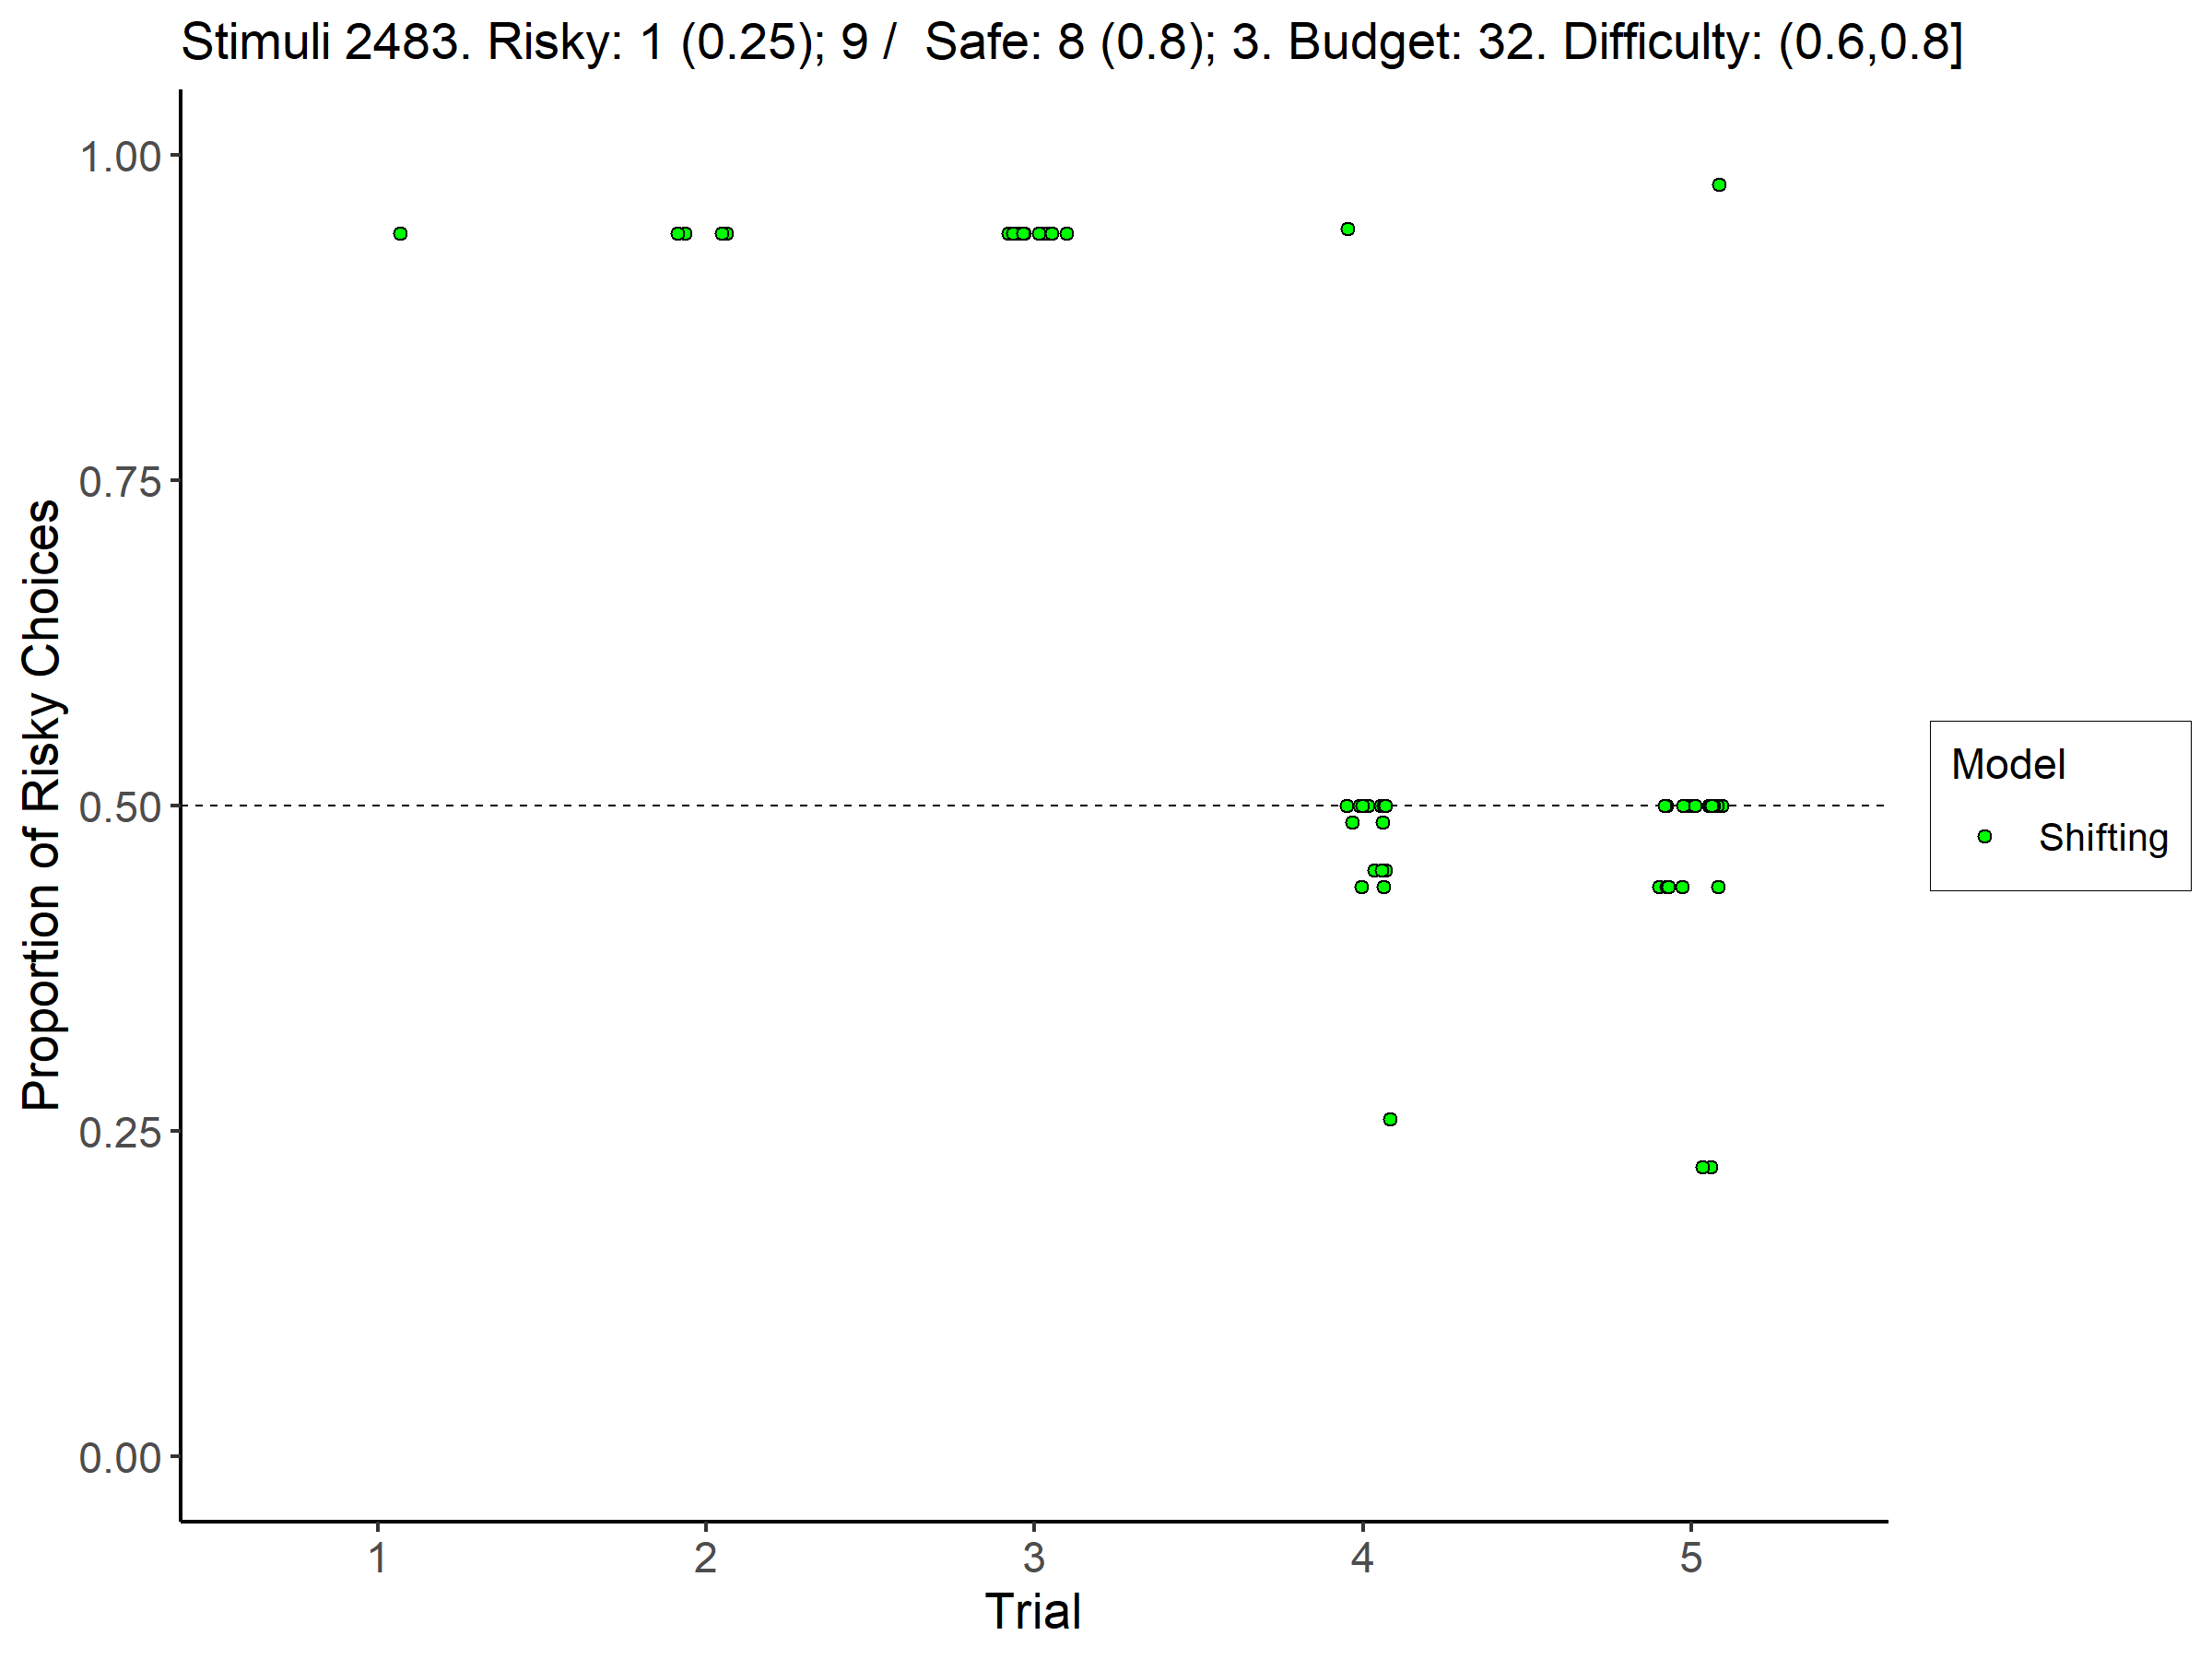 Stimuli 2483. Risky: 1 (0.25); 9 /  Safe: 8 (0.8); 3. Budget: 32. Difficulty: (0.6,0.8]
Proportion of Risky Choices
1.00
0.75
0.50
0.25
0.00
1 2 3 4 5
Trial
Model
Shifting